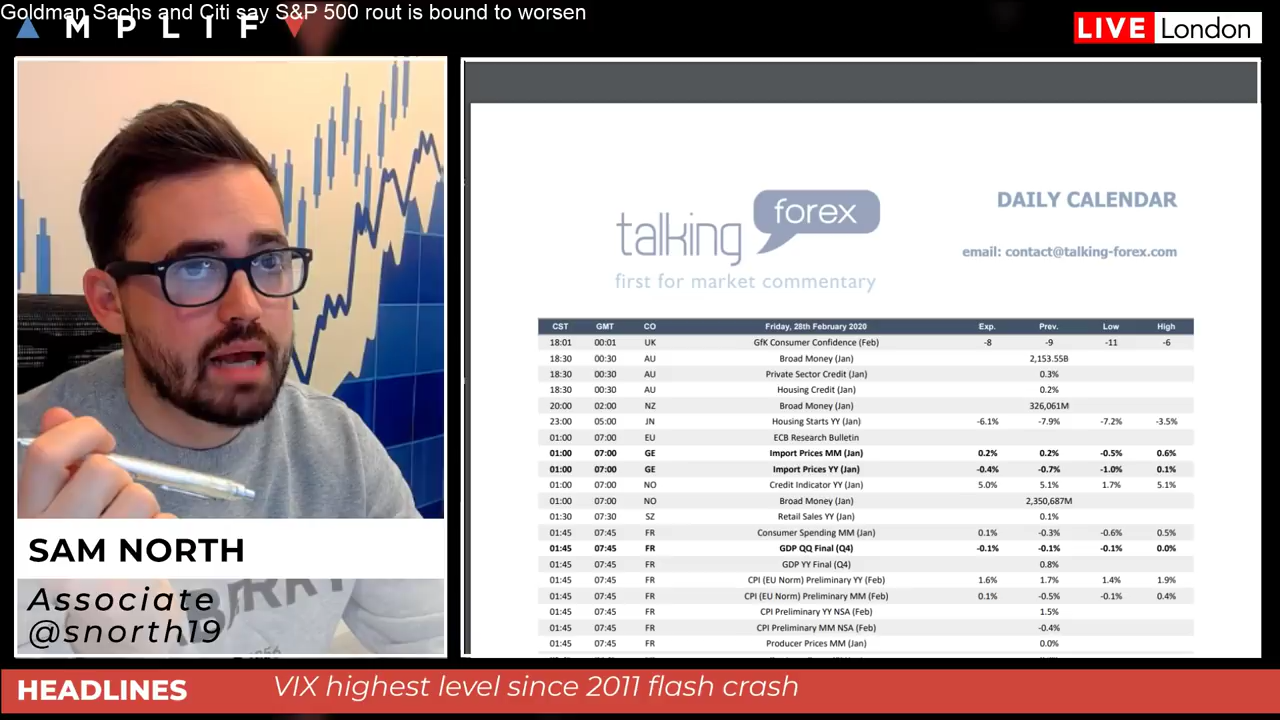 Goldman Sachs and Citi say S&P 500 rout is bound to worsen
MPLIF
LIVE London
talking forex
first for market commentary
DAILY CALENDAR
email: contact@talking-forex.com
CST GMT CO Friday, 28th February 2020 Exp. Prev. Low High
18:01 00:01 UK GfK Consumer Confidence (Feb) -8 -9 -11 -6
18:30 00:30 AU Broad Money (Jan) 2,153.55B
18:30 00:30 AU Private Sector Credit (Jan) 0.3%
18:30 00:30 AU Housing Credit (Jan) 0.2%
20:00 02:00 NZ Broad Money (Jan) 326,061M
23:00 05:00 JN Housing Starts YY (Jan) -6.1% -7.9% -7.2% -3.5%
01:00 07:00 EU ECB Research Bulletin
01:00 07:00 GE Import Prices MM (Jan) 0.2% 0.2% -0.5% 0.6%
01:00 07:00 GE Import Prices YY (Jan) -0.4% -0.7% -1.0% 0.1%
01:00 07:00 NO Credit Indicator YY (Jan) 5.0% 5.1% 1.7% 5.1%
01:00 07:00 NO Broad Money (Jan) 2,350,687M
01:30 07:30 SZ Retail Sales YY (Jan) 0.1%
01:45 07:45 FR Consumer Spending MM (Jan) 0.1% -0.3% -0.6% 0.5%
01:45 07:45 FR GDP QQ Final (Q4) -0.1% -0.1% -0.1% 0.0%
01:45 07:45 FR GDP YY Final (Q4) 0.8%
01:45 07:45 FR CPI (EU Norm) Preliminary YY (Feb) 1.6% 1.7% 1.4% 1.9%
01:45 07:45 FR CPI (EU Norm) Preliminary MM (Feb) 0.1% -0.5% -0.1% 0.4%
01:45 07:45 FR CPI Preliminary YY NSA (Feb) 1.5%
01:45 07:45 FR CPI Preliminary MM NSA (Feb) -0.4%
01:45 07:45 FR Producer Prices MM (Jan) 0.0%
SAM NORTH
Associate
@snorth19
HEADLINES VIX highest level since 2011 flash crash